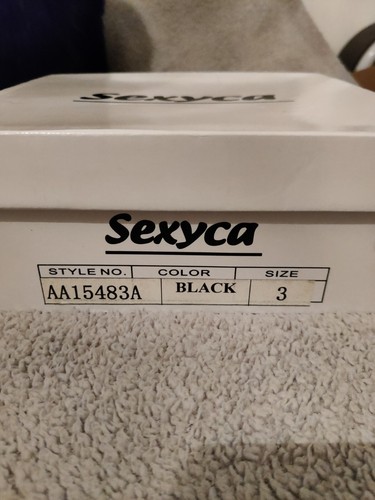 Sexyca
Sexyca
STYLE NO. COLOR SIZE
AA15483A BLACK 3